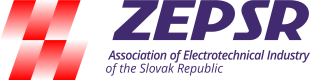 ZEPSR
Association of Electrotechnical Industry
of the Slovak Republic